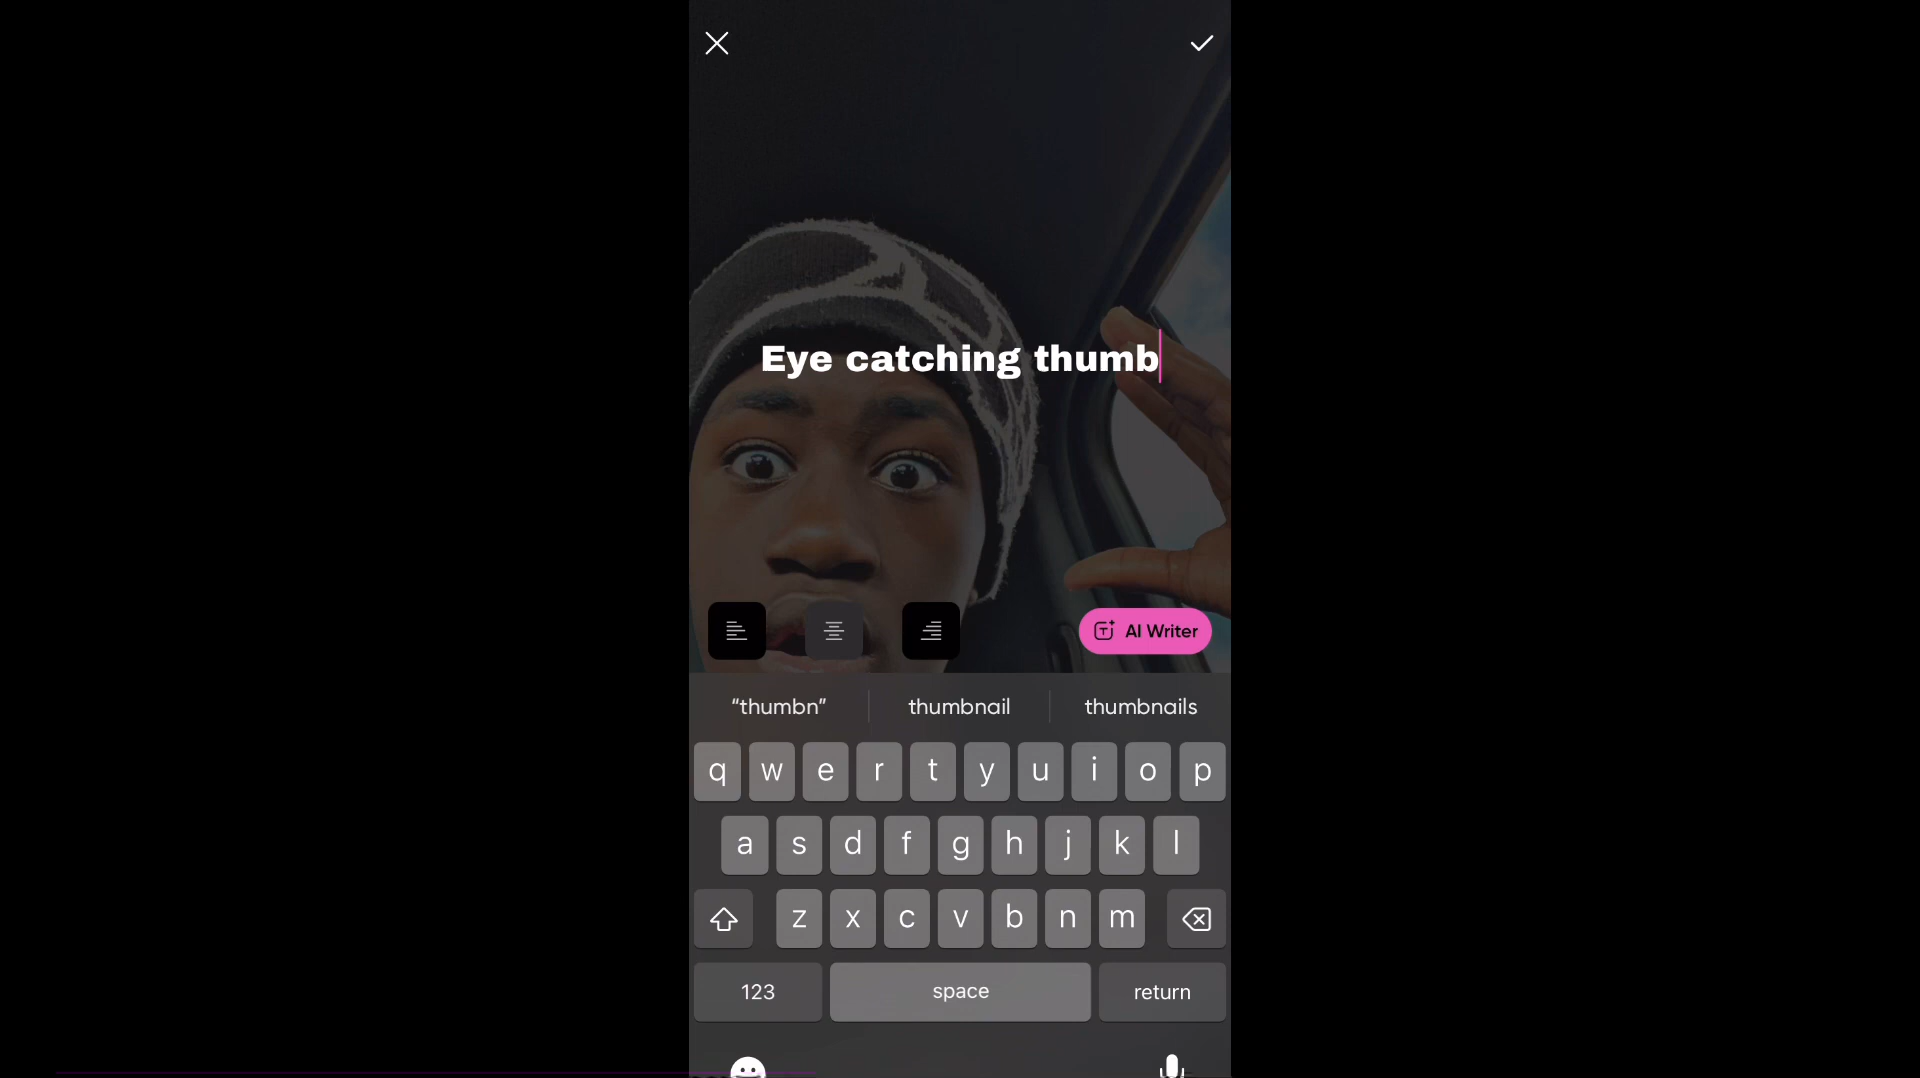 Eye catching thumb
AI Writer
“thumbn” thumbnail thumbnails
q w e r t y u i o p
a s d f g h j k l
z x c v b n m
123 space return